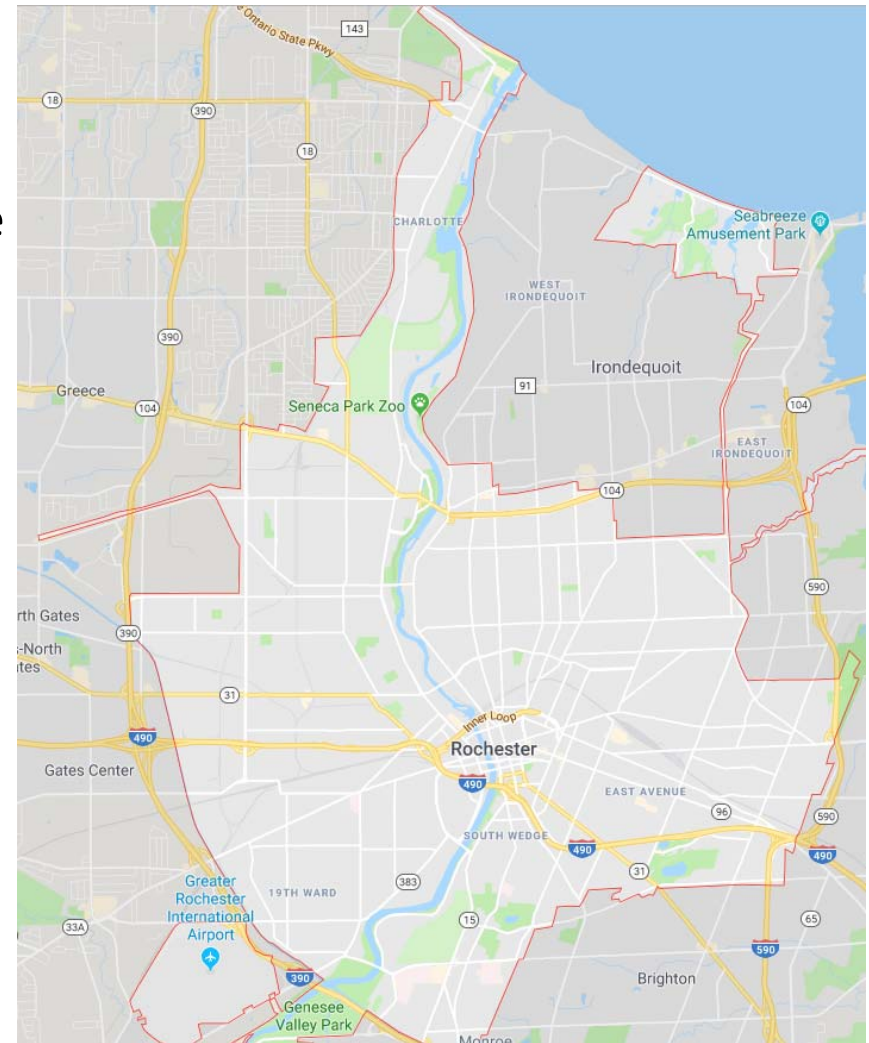 e
e Ontario State Pkwy
143
18
390
18
CHARLOTTE
Seabreeze
Amusement Park
WEST
IRONDEQUOIT
390
Irondequoit
Greece
91
104
Seneca Park Zoo
104
EAST
IRONDEQUOIT
104
590
rth Gates
390
s-North
ites
31
Inner Loop
490
Rochester
Gates Center
490
EAST AVENUE
96
590
SOUTH WEDGE
490
490
31
Greater
Rochester
International
Airport
19TH WARD
383
33A
15
65
590
390
Brighton
Genesee
Valley Park
Monroe